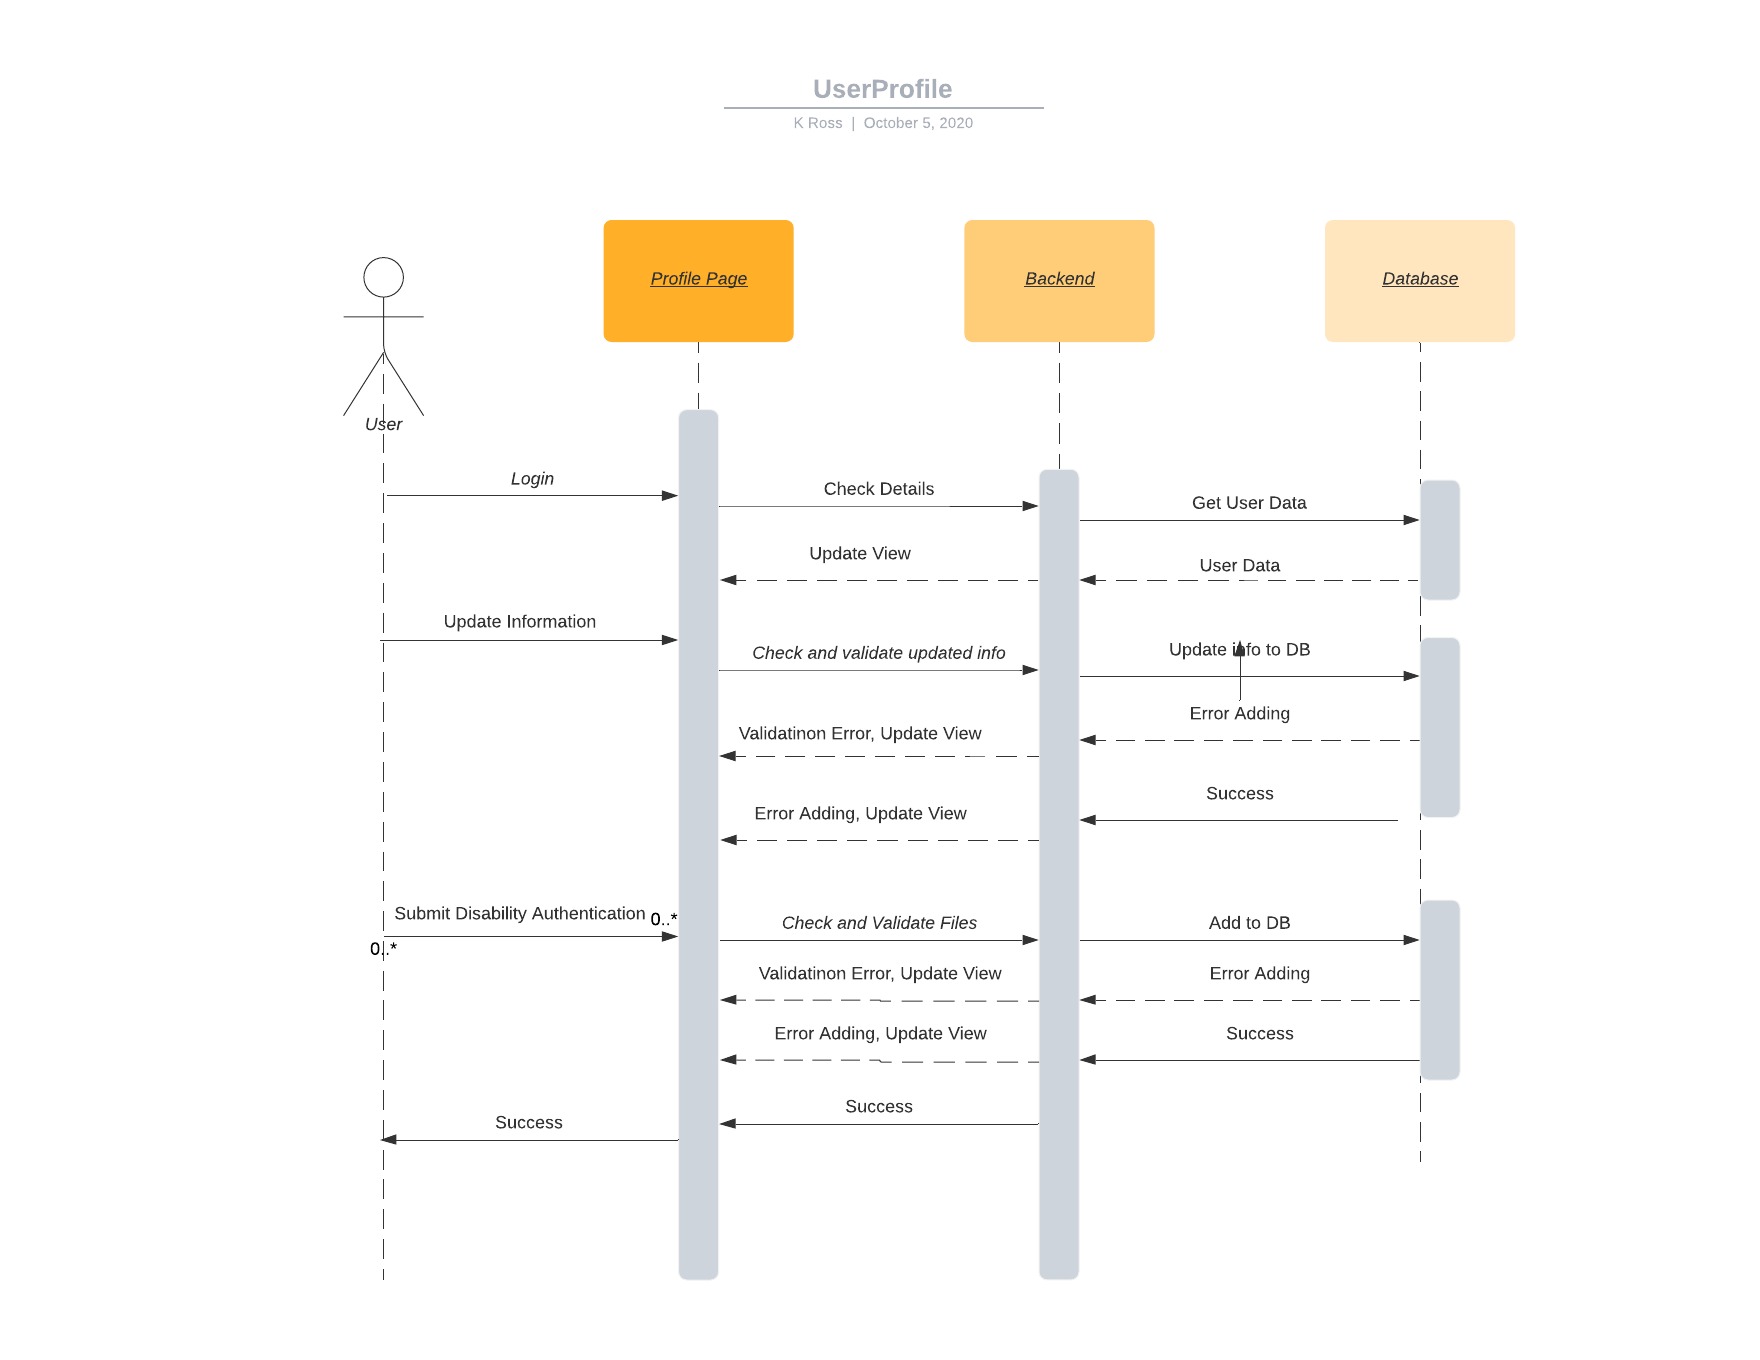 UserProfile
K Ross | October 5, 2020
Profile Page
Backend
Database
User
Login
Check Details
Get User Data
Update View
User Data
Update Information
Check and validate updated info
Update info to DB
Validatinon Error, Update View
Error Adding
Error Adding, Update View
Success
Submit Disability Authentication
0..*
0..*
Check and Validate Files
Add to DB
Validatinon Error, Update View
Error Adding
Error Adding, Update View
Success
Success
Success